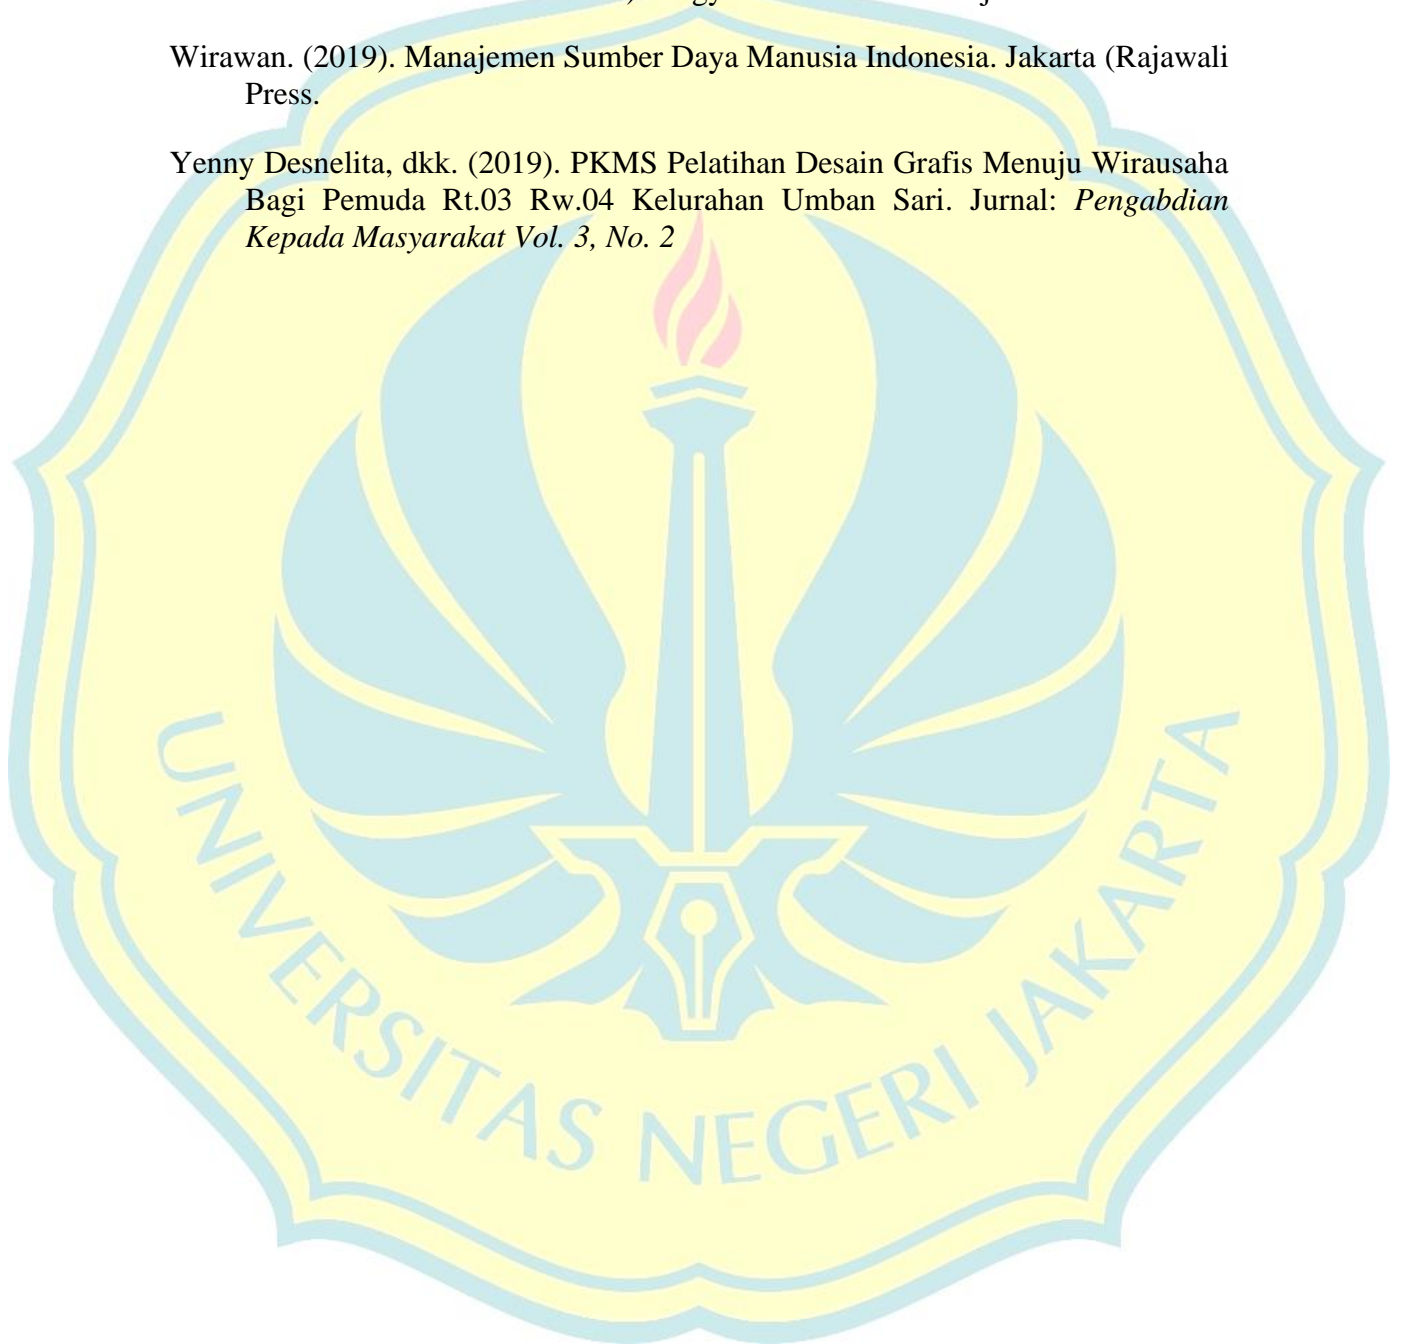 Wirawan. (2019). Manajemen Sumber Daya Manusia Indonesia. Jakarta (Rajawali
Press.
Yenny Desnelita, dkk. (2019). PKMS Pelatihan Desain Grafis Menuju Wirausaha
Bagi Pemuda Rt.03 Rw.04 Kelurahan Umban Sari. Jurnal: Pengabdian
Kepada Masyarakat Vol. 3, No. 2
UNIVERSITAS NEGERI JAKARTA